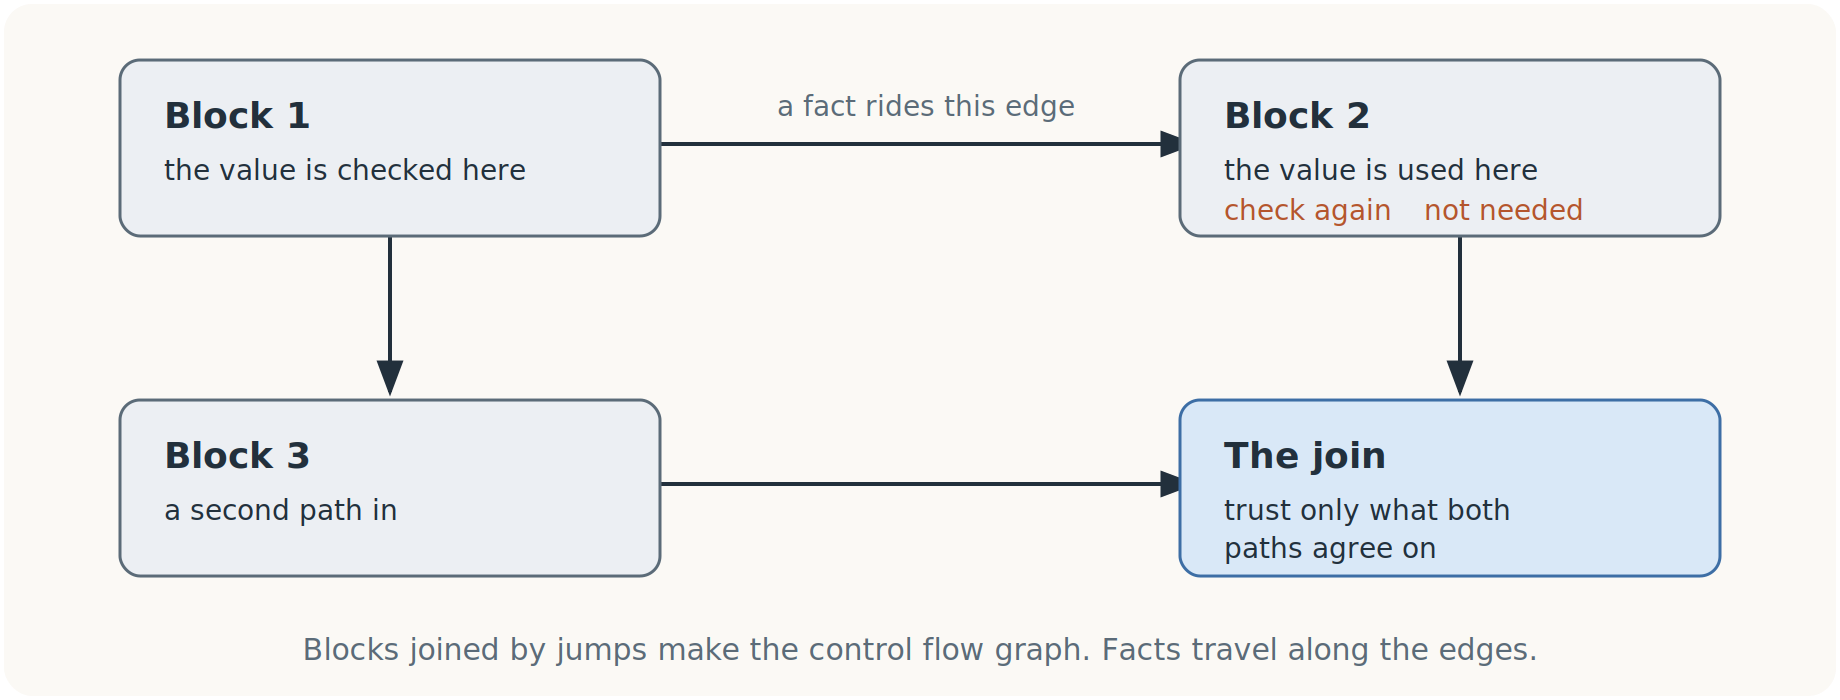 Block 1
the value is checked here
a fact rides this edge
Block 2
the value is used here
check again not needed
Block 3
a second path in
The join
trust only what both
paths agree on
Blocks joined by jumps make the control flow graph. Facts travel along the edges.